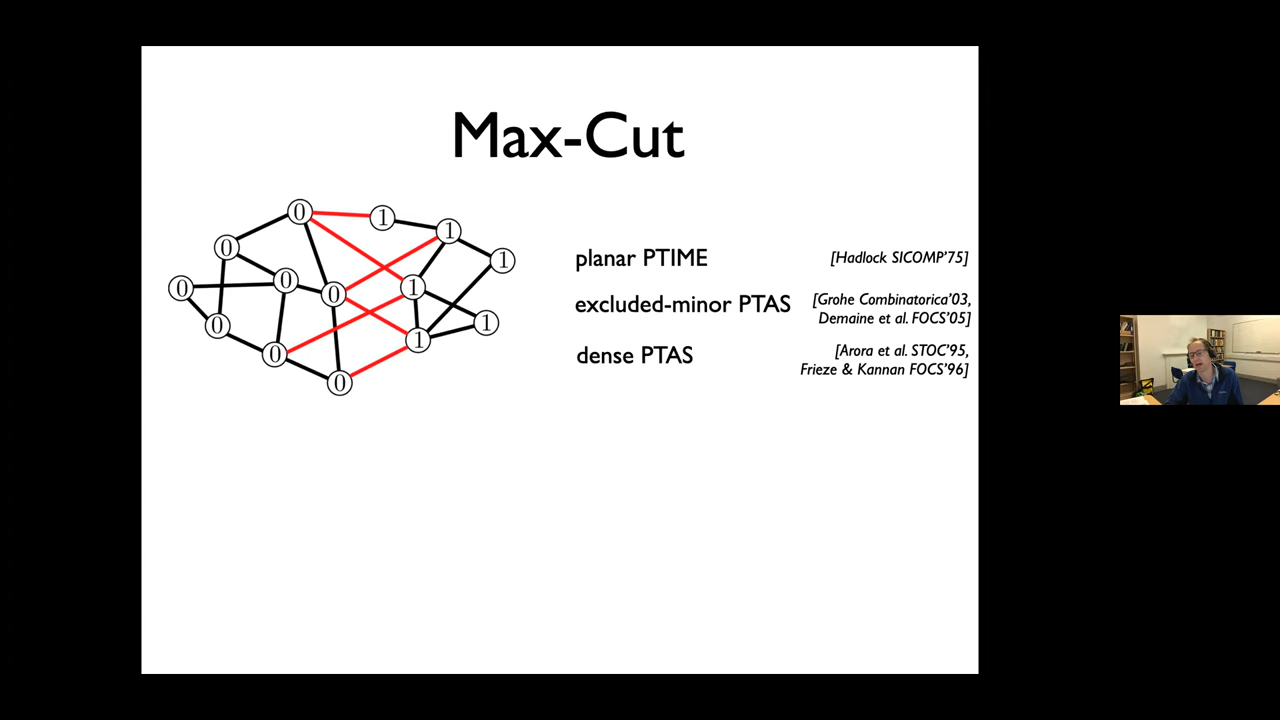 Max-Cut
0
1
1
0
1
0
0
0
1
0
1
0
1
0
0
planar PTIME
[Hadlock SICOMP'75]
excluded-minor PTAS
[Grohe Combinatorica'03,
Demaine et al. FOCS'05]
dense PTAS
[Arora et al. STOC'95,
Frieze & Kannan FOCS'96]